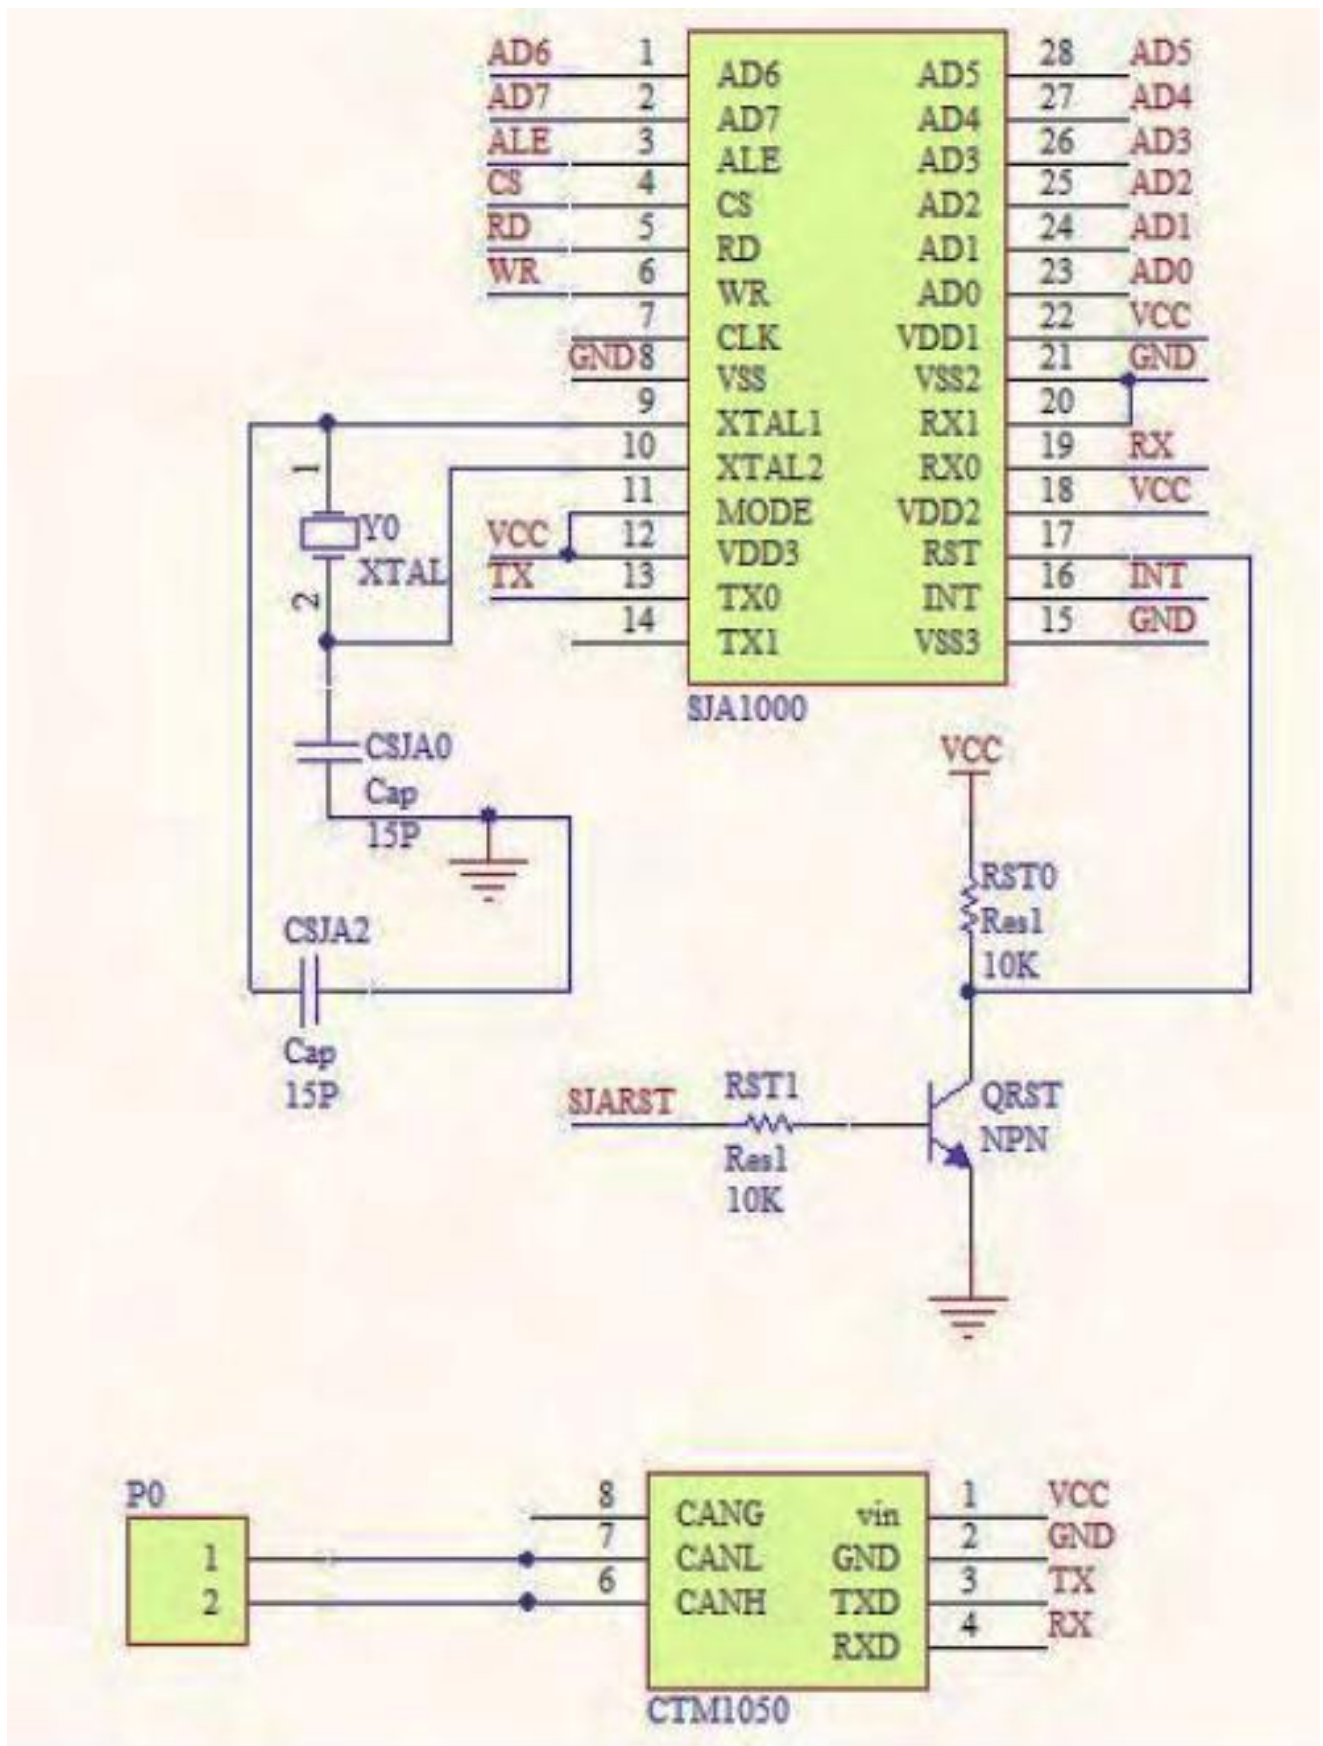 AD6 1 AD6 AD5 28 AD5
AD7 2 AD7 AD4 27 AD4
ALE 3 ALE AD3 26 AD3
CS 4 CS AD2 25 AD2
RD 5 RD AD1 24 AD1
WR 6 WR AD0 23 AD0
7 CLK VDD1 22 VCC
GND 8 VSS VSS2 21 GND
9 XTAL1 RX1 20
10 XTAL2 RX0 19 RX
11 MODE VDD2 18 VCC
VCC 12 VDD3 RST 17
TX 13 TX0 INT 16 INT
14 TX1 VSS3 15 GND
SJA1000
1
Y0
XTAL
2
CSJA0
Cap
15P
CSJA2
Cap
15P
VCC
RST0
Res1
10K
SJARST
RST1
Res1
10K
QRST
NPN
P0
1
2
8 CANG vin 1 VCC
7 CANL GND 2 GND
6 CANH TXD 3 TX
RXD 4 RX
CTM1050